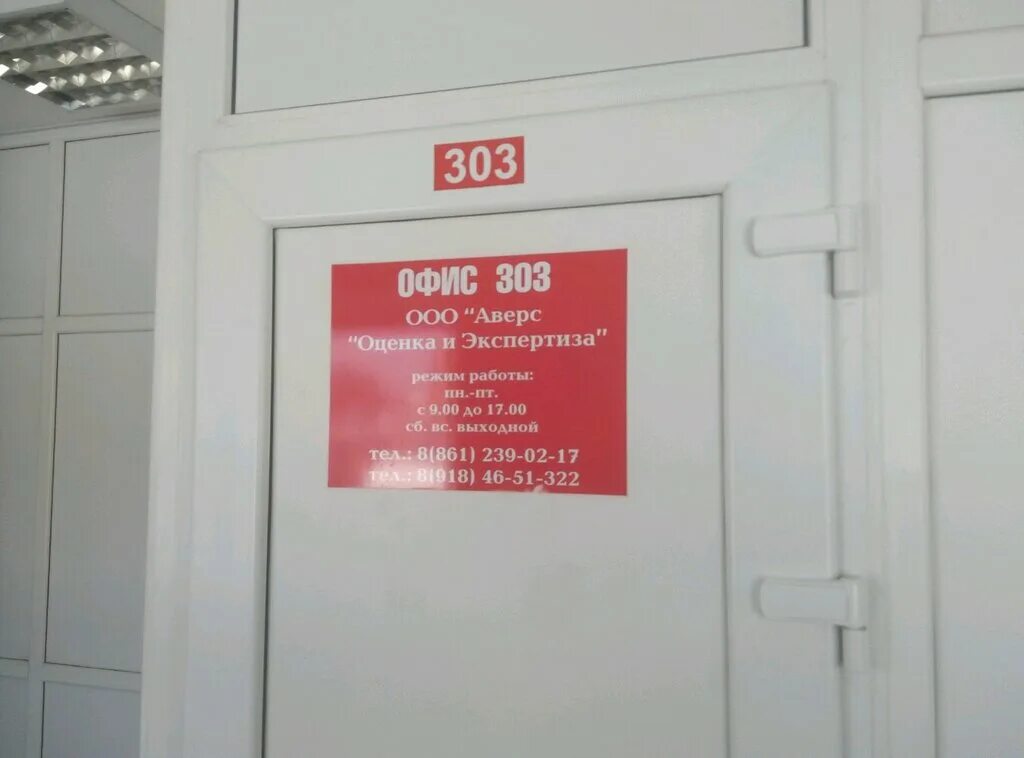 303
ОФИС 303
ООО "Аверс
"Оценка и Экспертиза"
режим работы:
пн.-пт.
с 9.00 до 17.00
сб. вс. выходной
тел.: 8(861) 239-02-17
тел.: 8(918) 46-51-322